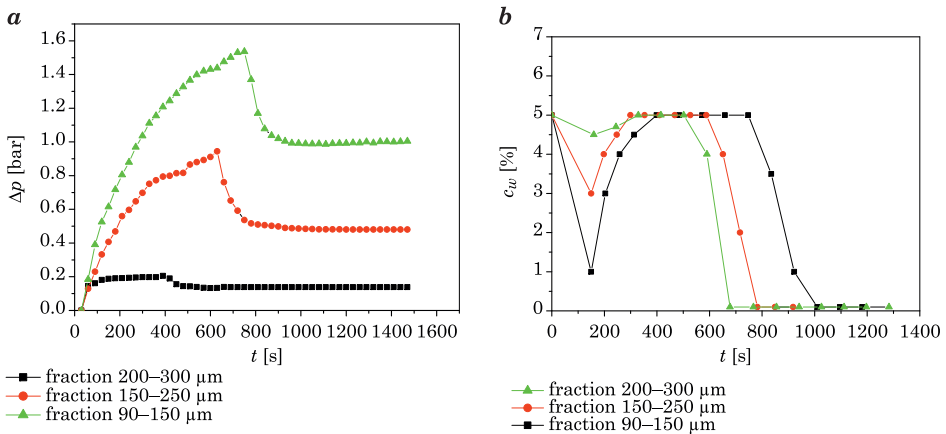 a
Δp [bar]
1.6
1.4
1.2
1.0
0.8
0.6
0.4
0.2
0.0
0 200 400 600 800 1000 1200 1400 1600
t [s]
fraction 200–300 µm
fraction 150–250 µm
fraction 90–150 µm
b
c_w [%]
7
6
5
4
3
2
1
0
0 200 400 600 800 1000 1200 1400
t [s]
fraction 200–300 µm
fraction 150–250 µm
fraction 90–150 µm